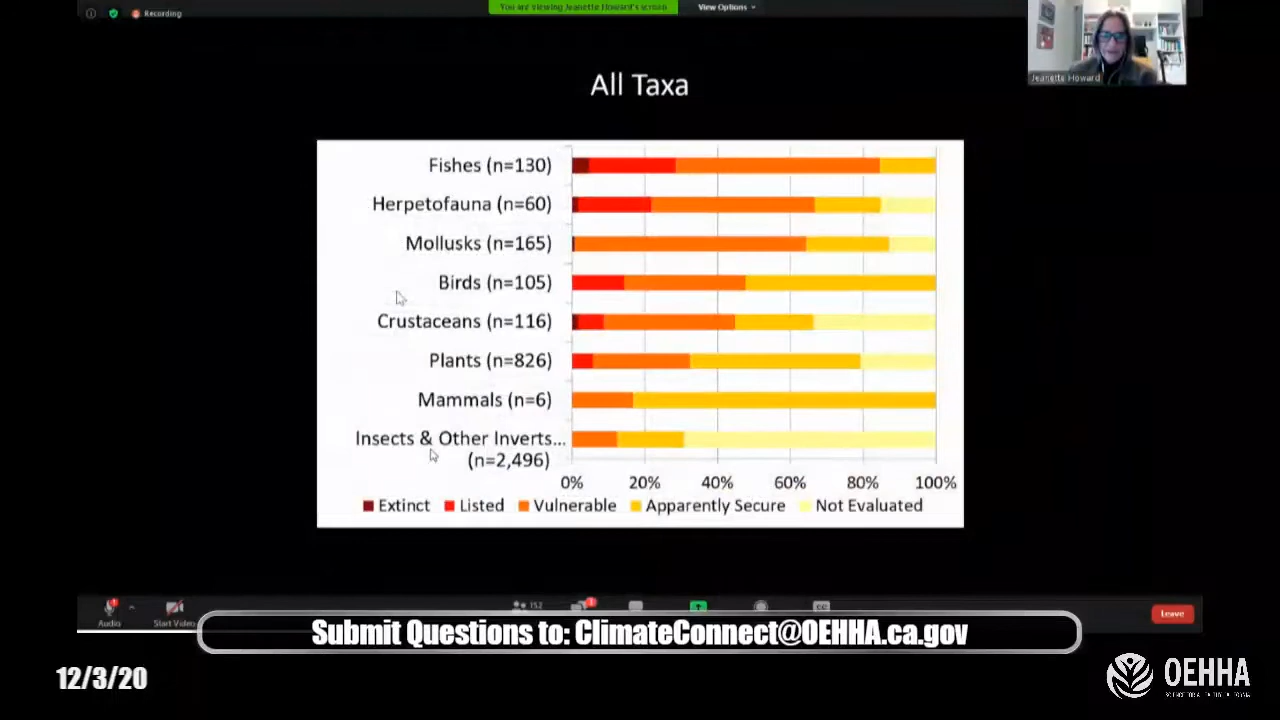 Recording
You are viewing Jeanette Howard's screen
View Options
Jeanette Howard
All Taxa
Fishes (n=130)
Herpetofauna (n=60)
Mollusks (n=165)
Birds (n=105)
Crustaceans (n=116)
Plants (n=826)
Mammals (n=6)
Insects & Other Inverts...
(n=2,496)
0% 20% 40% 60% 80% 100%
Extinct Listed Vulnerable Apparently Secure Not Evaluated
152
CC
Audio
Start Video
Leave
Submit Questions to: ClimateConnect@OEHHA.ca.gov
12/3/20
OEHHA